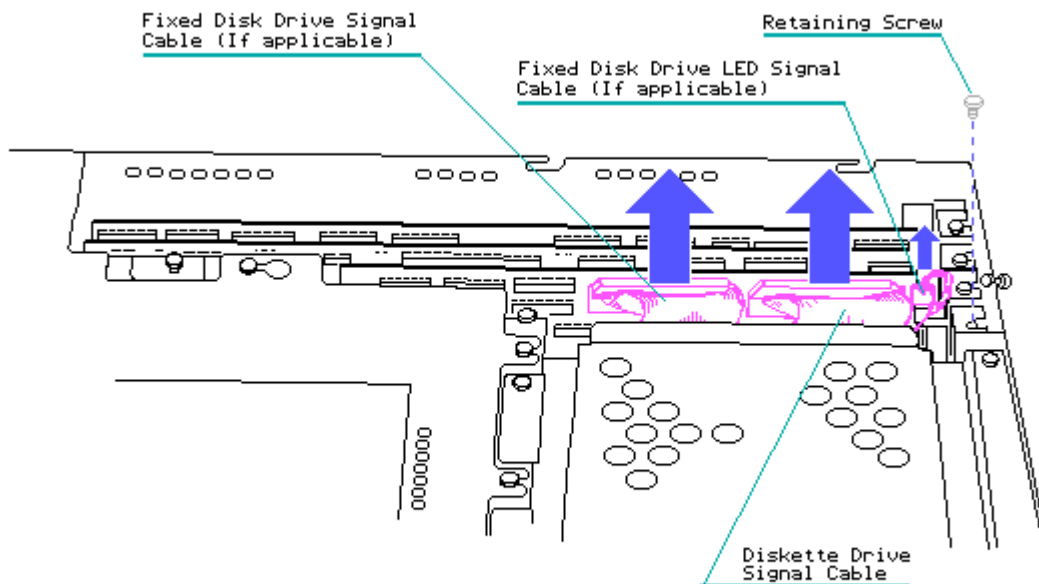 Fixed Disk Drive Signal
Cable (If applicable)
Retaining Screw
Fixed Disk Drive LED Signal
Cable (If applicable)
Diskette Drive
Signal Cable